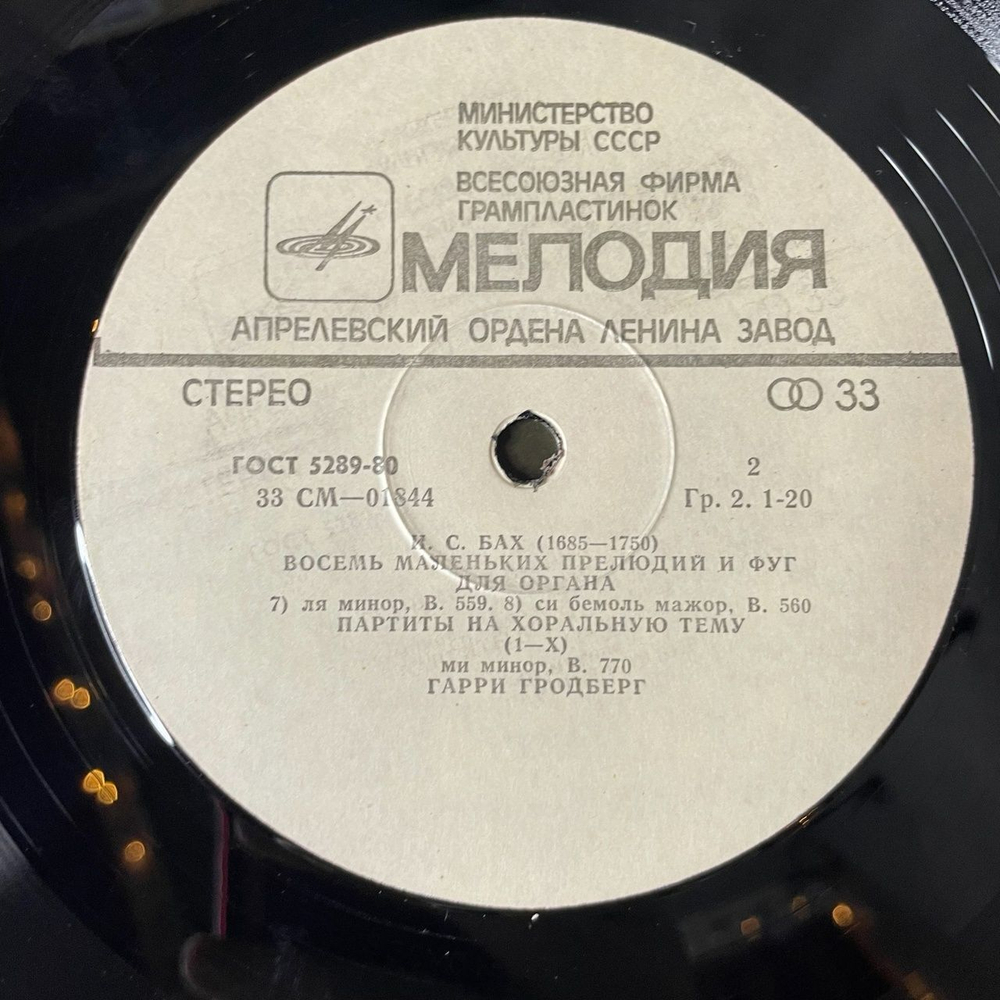 МИНИСТЕРСТВО
КУЛЬТУРЫ СССР
ВСЕСОЮЗНАЯ ФИРМА
ГРАМПЛАСТИНОК
МЕЛОДИЯ
АПРЕЛЕВСКИЙ ОРДЕНА ЛЕНИНА ЗАВОД
СТЕРЕО 33
ГОСТ 5289-80 2
33 СМ—01844 Гр. 2. 1-20
И. С. БАХ (1685—1750)
ВОСЕМЬ МАЛЕНЬКИХ ПРЕЛЮДИЙ И ФУГ
ДЛЯ ОРГАНА
7) ля минор, В. 559. 8) си бемоль мажор, В. 560
ПАРТИТЫ НА ХОРАЛЬНУЮ ТЕМУ
(1—X)
ми минор, В. 770
ГАРРИ ГРОДБЕРГ